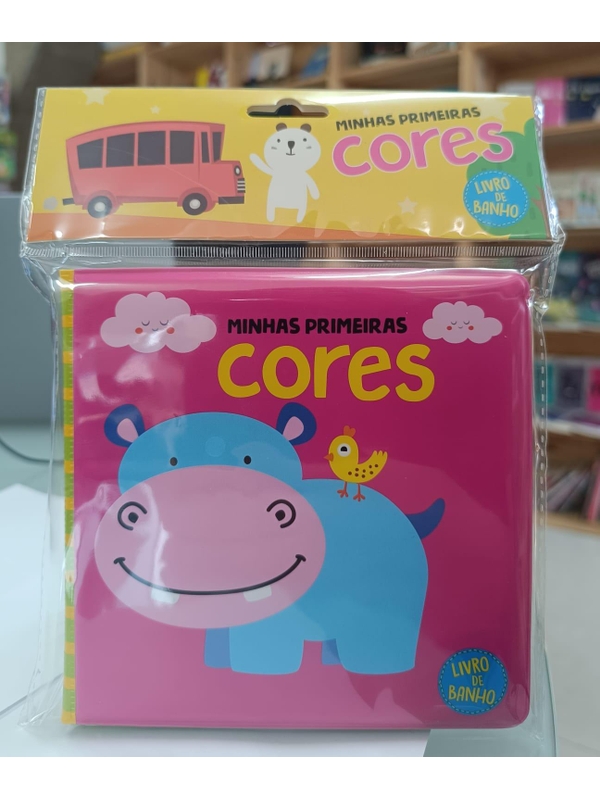 MINHAS PRIMEIRAS
cores
LIVRO
DE
BANHO
MINHAS PRIMEIRAS
cores
LIVRO
DE
BANHO